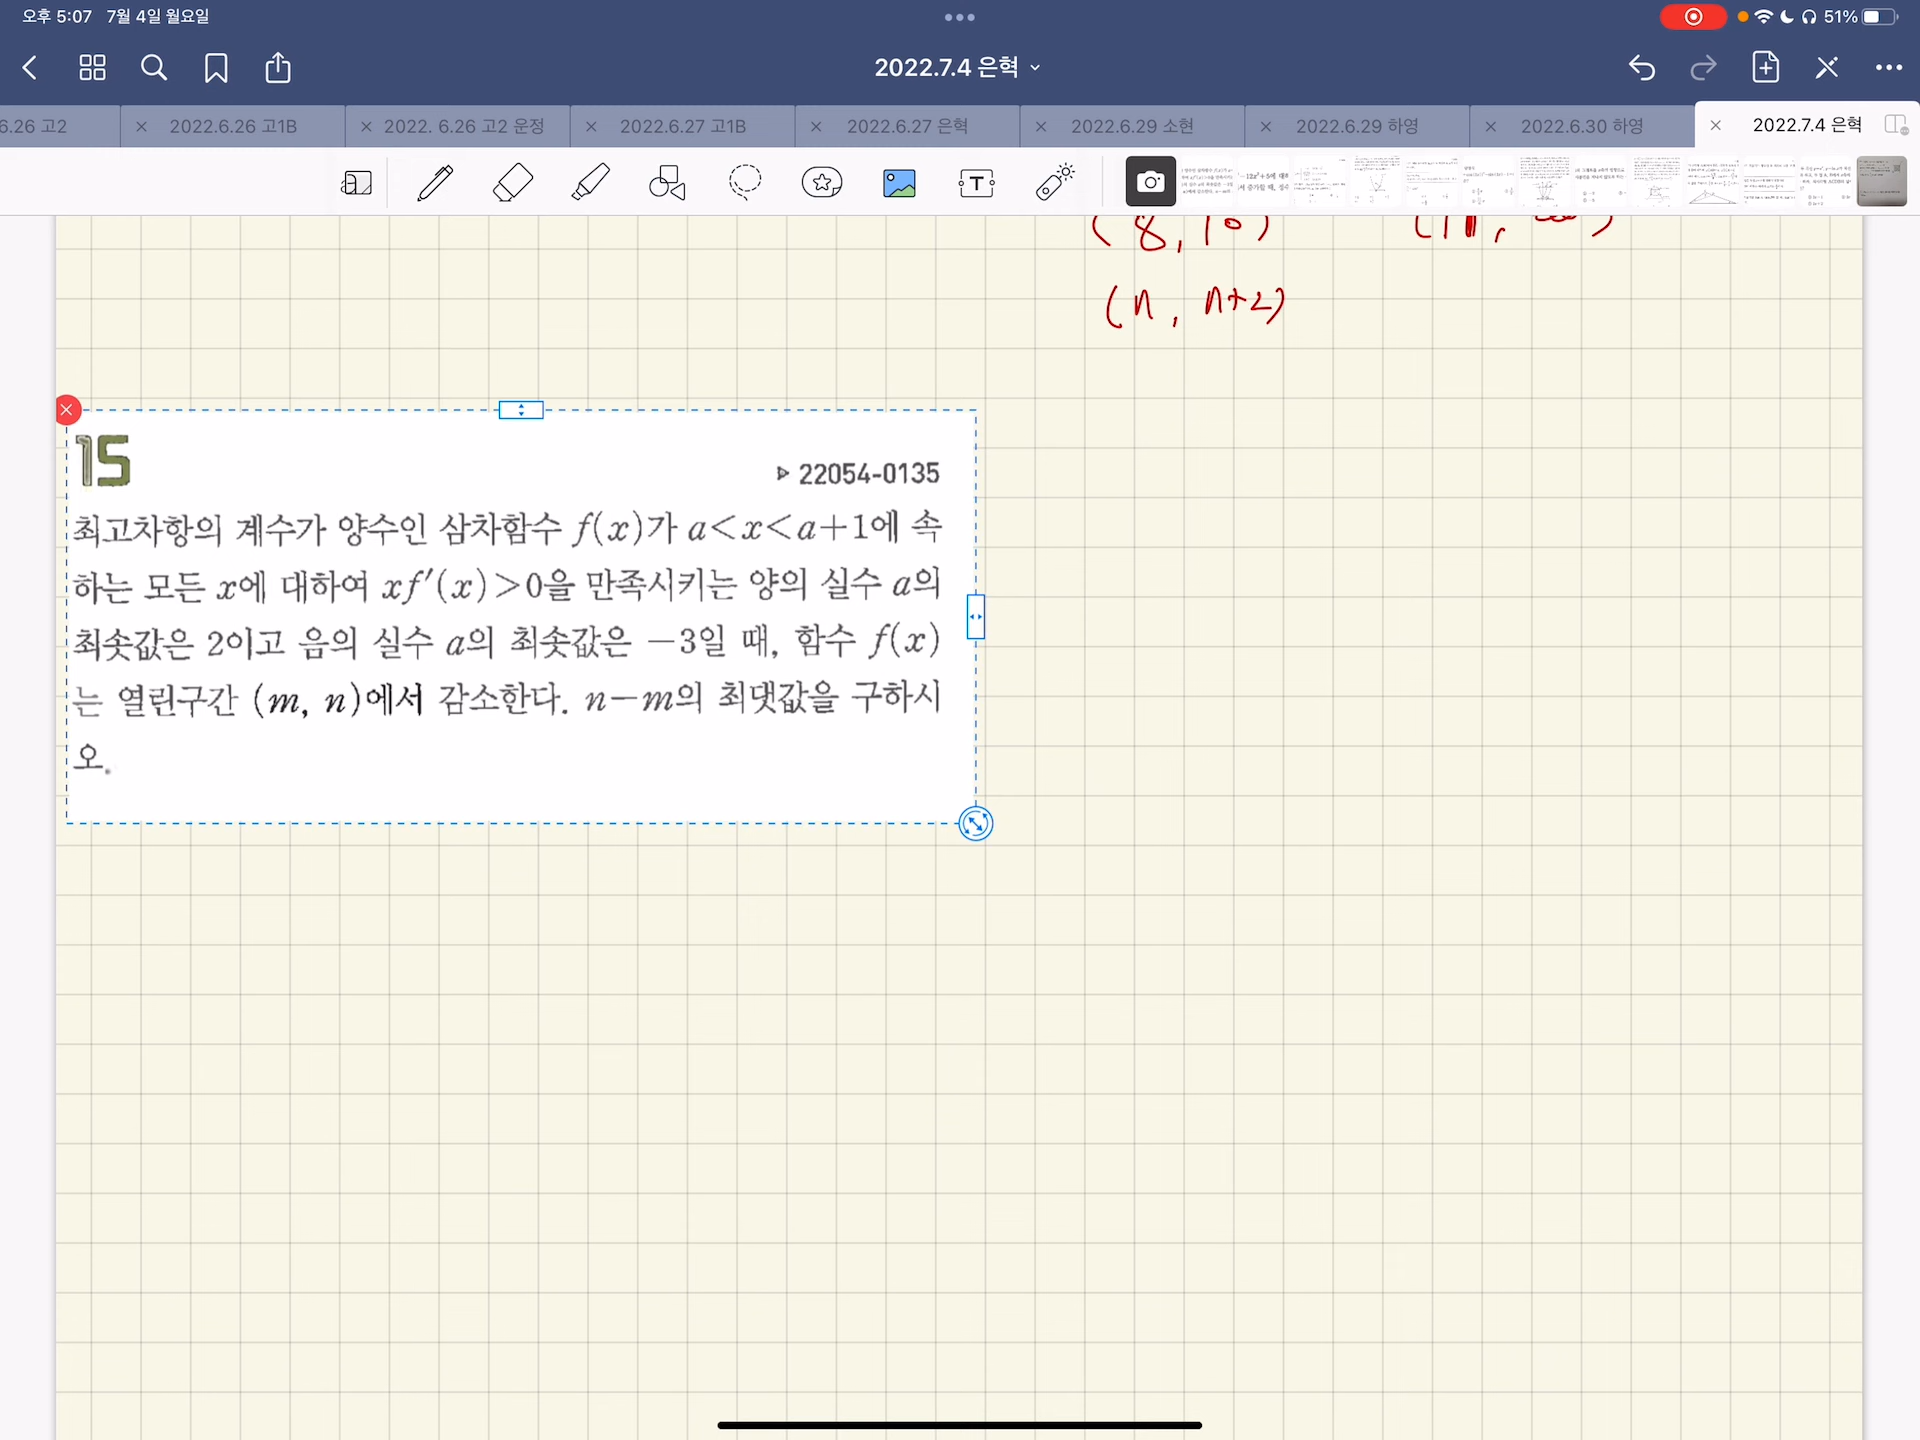 오후 5:07 7월 4일 월요일
51%
2022.7.4 은혁
6.26 고2
2022.6.26 고1B
2022. 6.26 고2 운정
2022.6.27 고1B
2022.6.27 은혁
2022.6.29 소현
2022.6.29 하영
2022.6.30 하영
2022.7.4 은혁
(8, 10)
(n, n+2)
15
22054-0135
최고차항의 계수가 양수인 삼차함수 f(x)가 a<x<a+1에 속
하는 모든 x에 대하여 xf′(x)>0을 만족시키는 양의 실수 a의
최솟값은 2이고 음의 실수 a의 최솟값은 −3일 때, 함수 f(x)
는 열린구간 (m, n)에서 감소한다. n−m의 최댓값을 구하시
오.